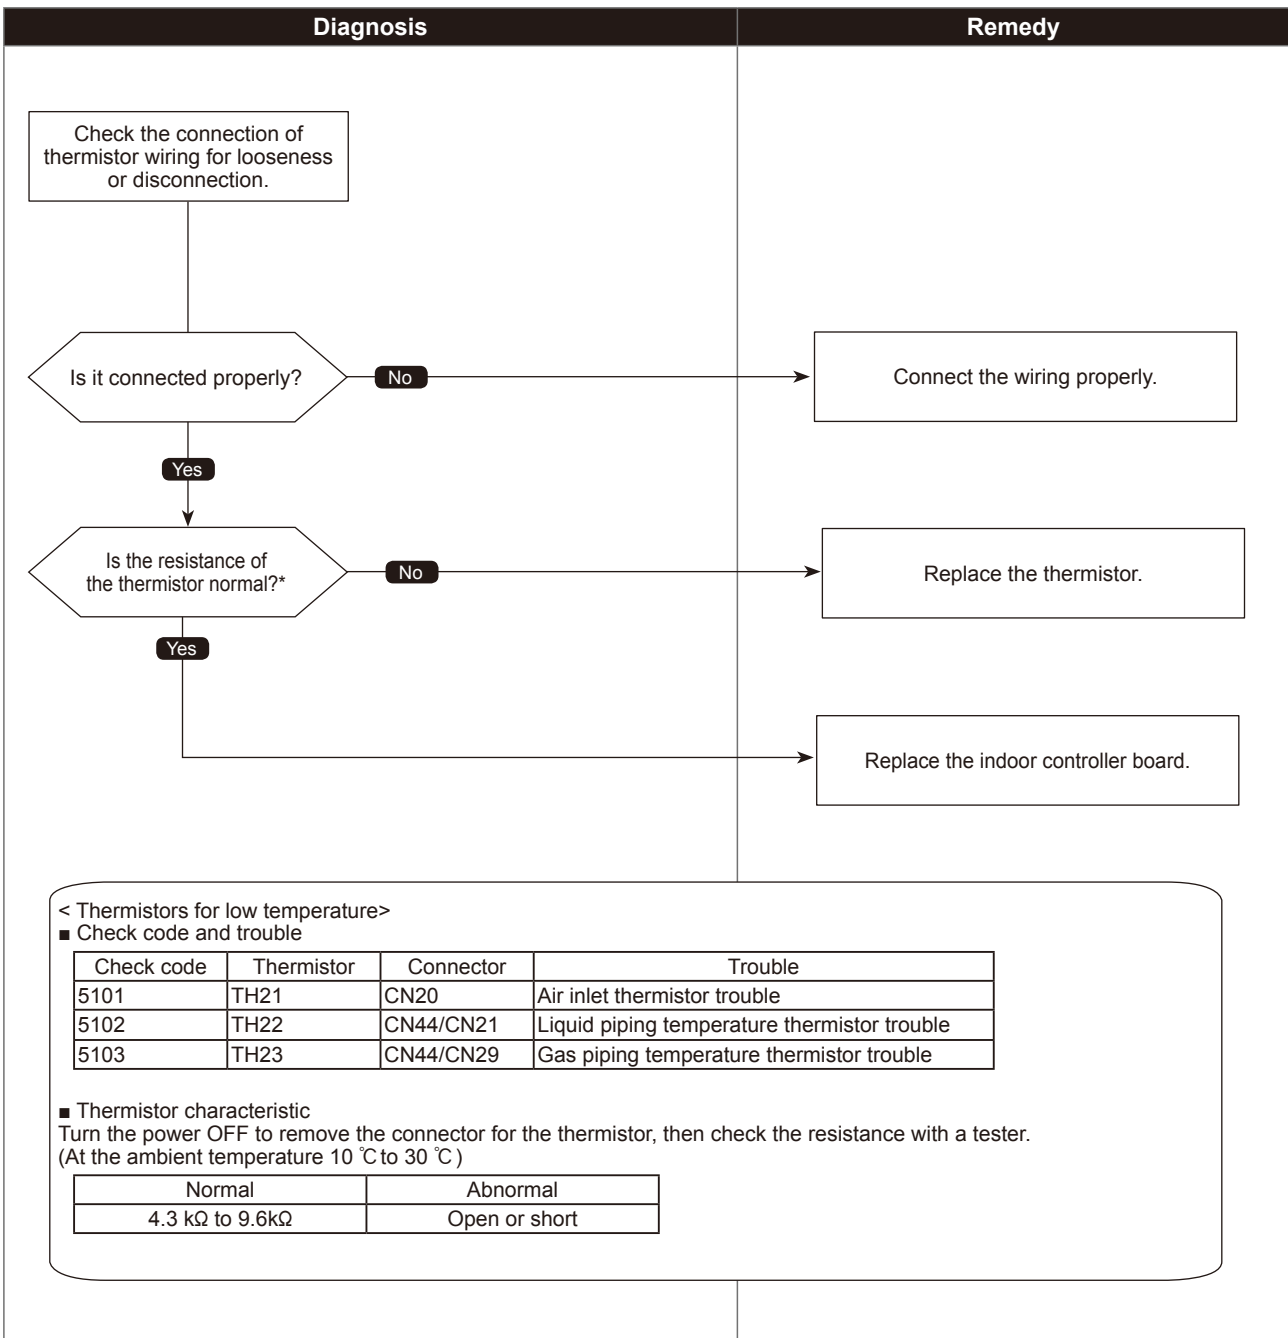 Diagnosis
Remedy
Check the connection of
thermistor wiring for looseness
or disconnection.
Is it connected properly?
No
Connect the wiring properly.
Yes
Is the resistance of
the thermistor normal?*
No
Replace the thermistor.
Yes
Replace the indoor controller board.
< Thermistors for low temperature>
■ Check code and trouble
Check code Thermistor Connector Trouble
5101 TH21 CN20 Air inlet thermistor trouble
5102 TH22 CN44/CN21 Liquid piping temperature thermistor trouble
5103 TH23 CN44/CN29 Gas piping temperature thermistor trouble
■ Thermistor characteristic
Turn the power OFF to remove the connector for the thermistor, then check the resistance with a tester.
(At the ambient temperature 10 ℃ to 30 ℃ )
Normal Abnormal
4.3 kΩ to 9.6kΩ Open or short